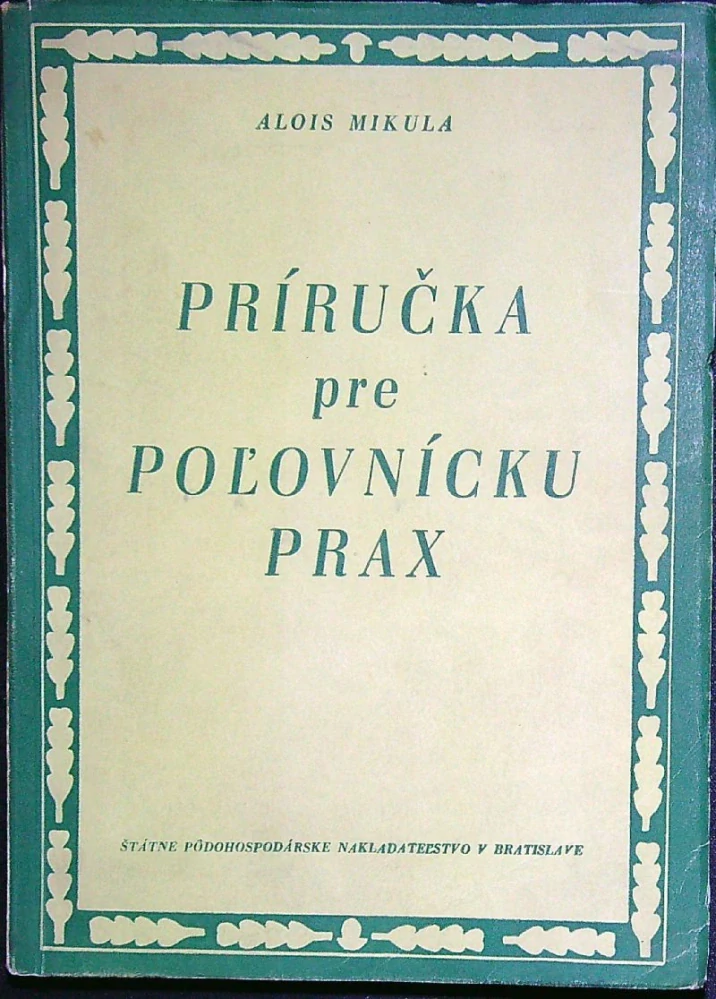 ALOIS MIKULA
PRÍRUČKA
pre
POĽOVNÍCKU
PRAX
ŠTÁTNE PÔDOHOSPODÁRSKE NAKLADATEĽSTVO V BRATISLAVE